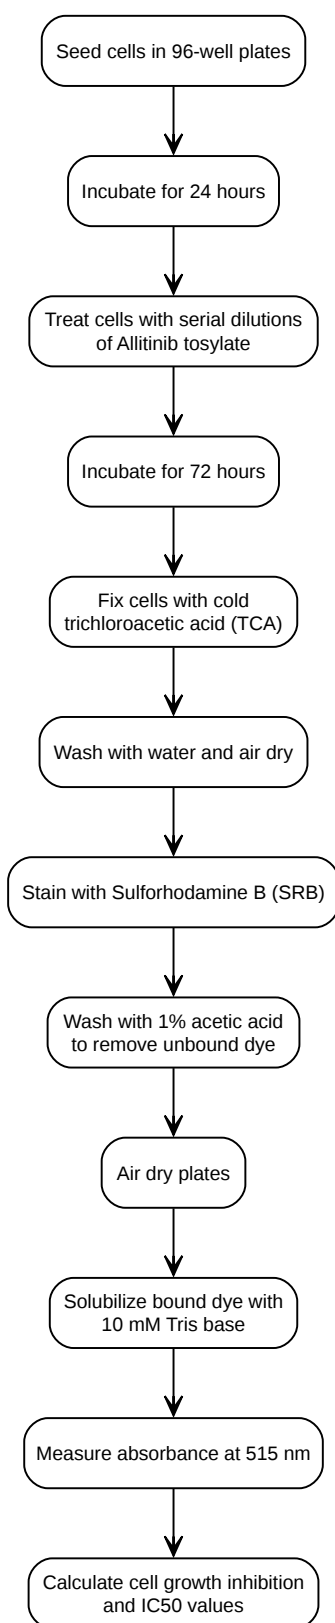 Seed cells in 96-well plates
Incubate for 24 hours
Treat cells with serial dilutions
of Allitinib tosylate
Incubate for 72 hours
Fix cells with cold
trichloroacetic acid (TCA)
Wash with water and air dry
Stain with Sulforhodamine B (SRB)
Wash with 1% acetic acid
to remove unbound dye
Air dry plates
Solubilize bound dye with
10 mM Tris base
Measure absorbance at 515 nm
Calculate cell growth inhibition
and IC50 values